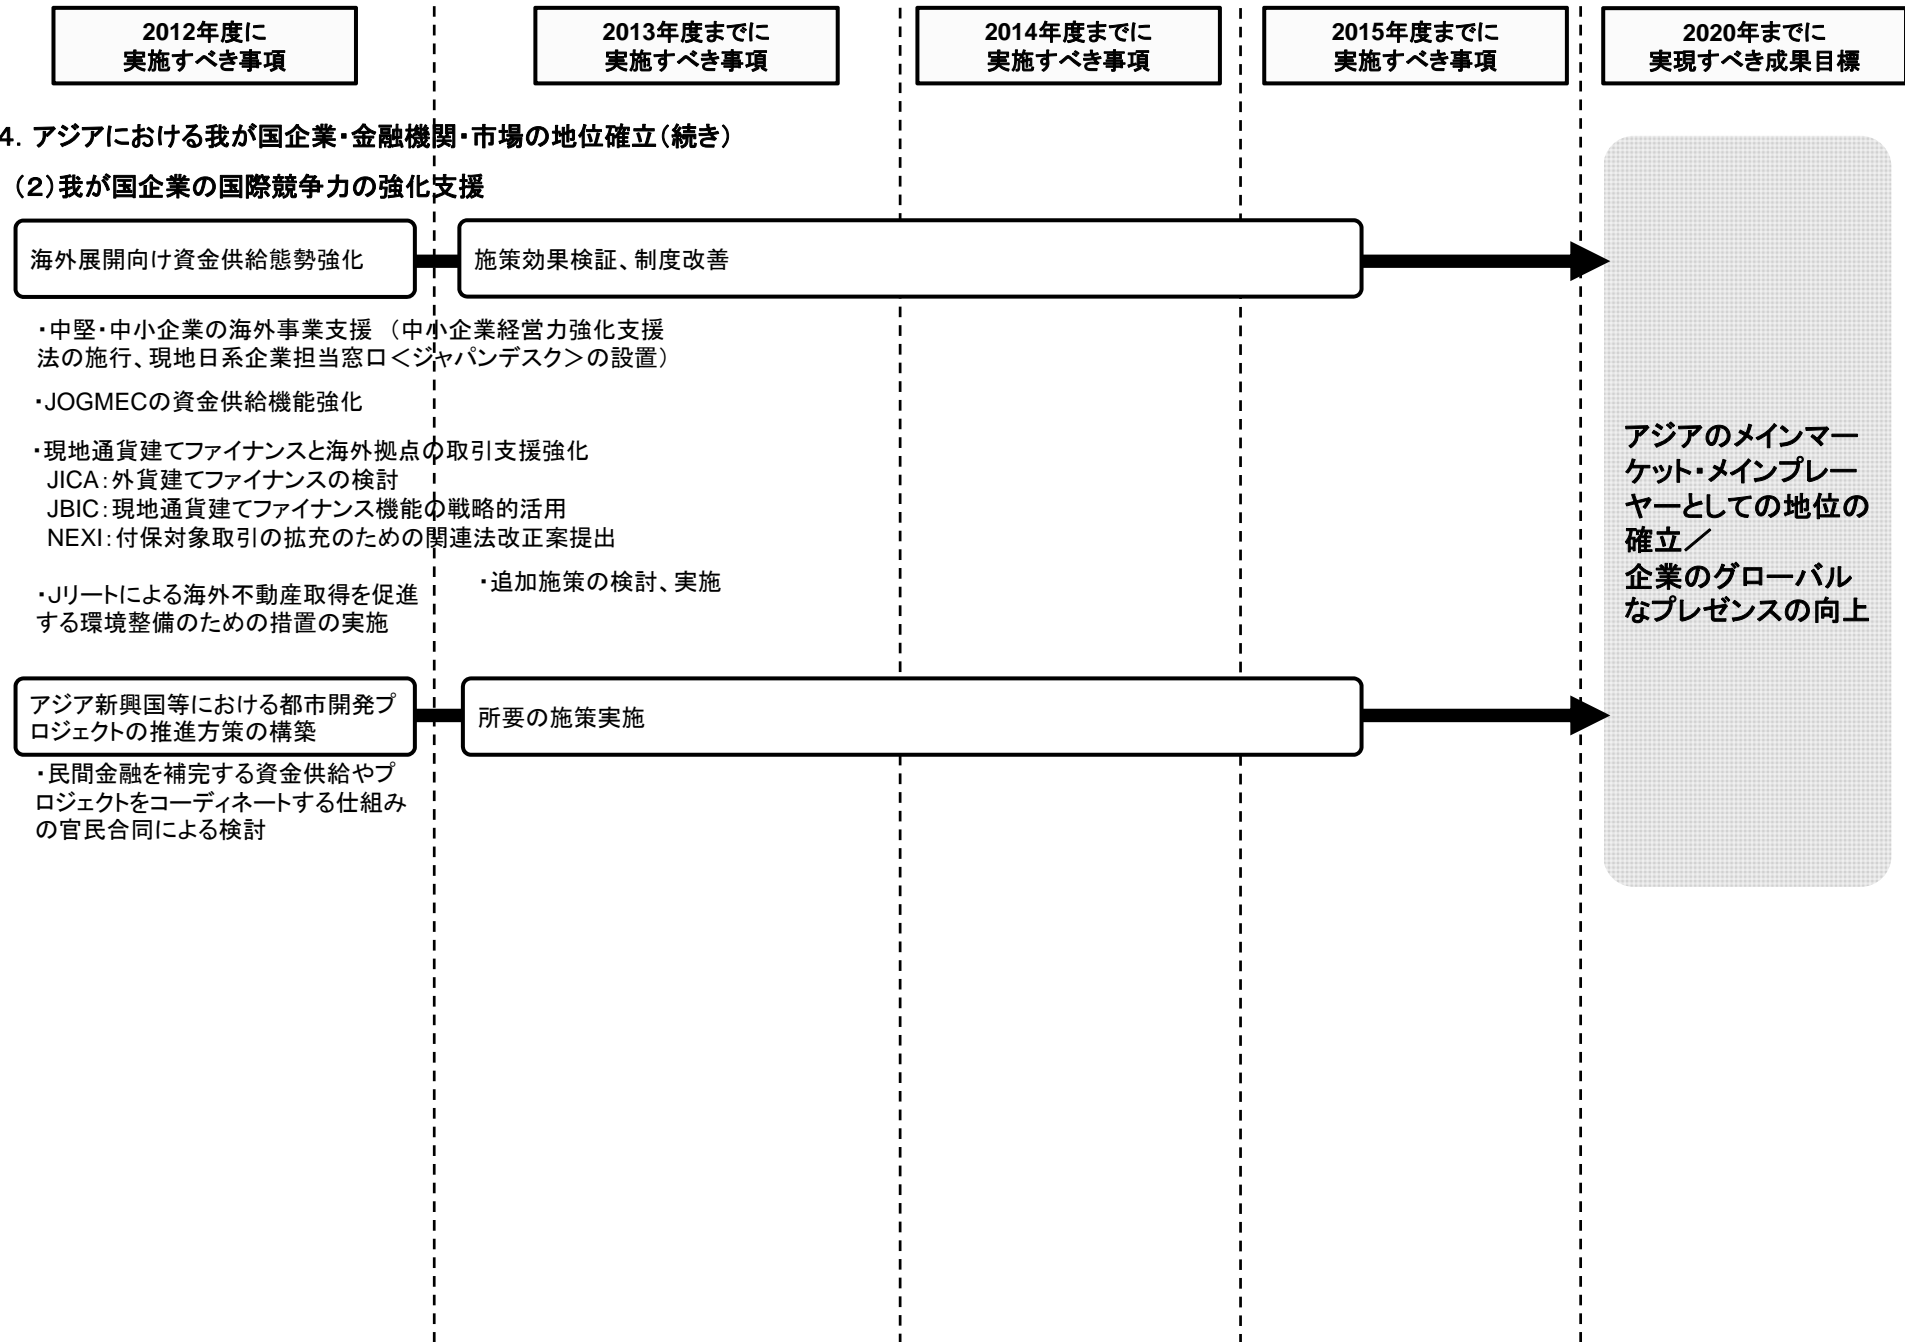 2012年度に
実施すべき事項
2013年度までに
実施すべき事項
2014年度までに
実施すべき事項
2015年度までに
実施すべき事項
2020年までに
実現すべき成果目標
4．アジアにおける我が国企業・金融機関・市場の地位確立（続き）
（２）我が国企業の国際競争力の強化支援
海外展開向け資金供給態勢強化
施策効果検証、制度改善
・中堅・中小企業の海外事業支援　（中小企業経営力強化支援
法の施行、現地日系企業担当窓口＜ジャパンデスク＞の設置）
・JOGMECの資金供給機能強化
・現地通貨建てファイナンスと海外拠点の取引支援強化
JICA：外貨建てファイナンスの検討
JBIC：現地通貨建てファイナンス機能の戦略的活用
NEXI：付保対象取引の拡充のための関連法改正案提出
・追加施策の検討、実施
・Jリートによる海外不動産取得を促進
する環境整備のための措置の実施
アジア新興国等における都市開発プ
ロジェクトの推進方策の構築
所要の施策実施
・民間金融を補完する資金供給やプ
ロジェクトをコーディネートする仕組み
の官民合同による検討
アジアのメインマー
ケット・メインプレー
ヤーとしての地位の
確立／
企業のグローバル
なプレゼンスの向上